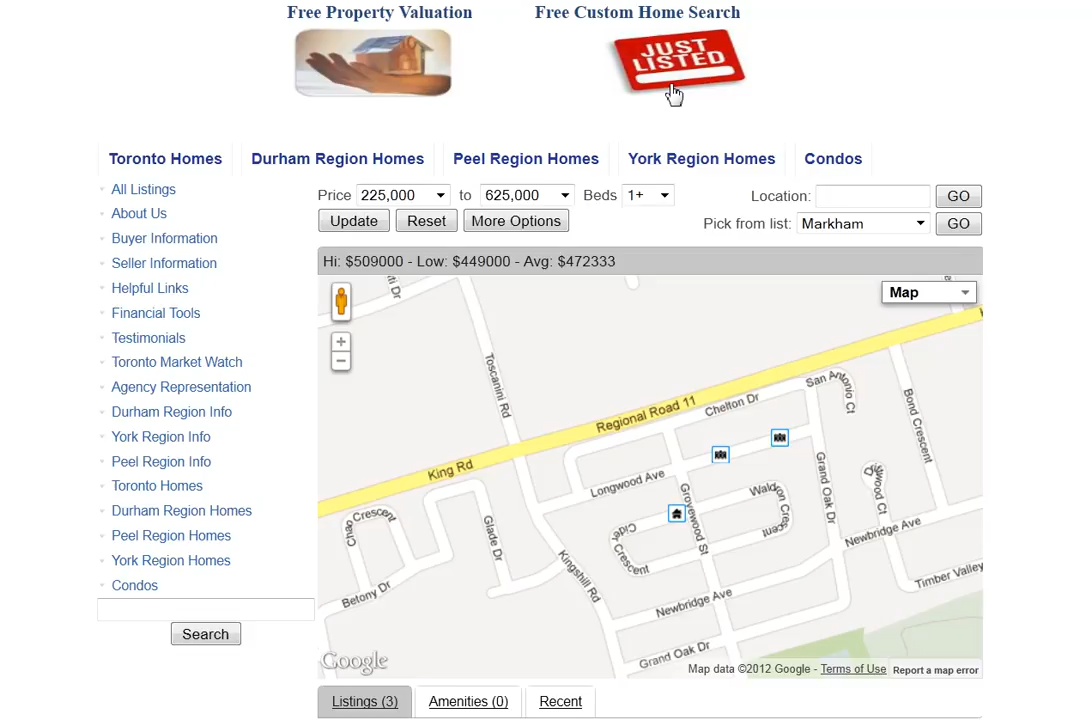 Free Property Valuation
Free Custom Home Search
JUST
LISTED
Toronto Homes
Durham Region Homes
Peel Region Homes
York Region Homes
Condos
All Listings
About Us
Buyer Information
Seller Information
Helpful Links
Financial Tools
Testimonials
Toronto Market Watch
Agency Representation
Durham Region Info
York Region Info
Peel Region Info
Toronto Homes
Durham Region Homes
Peel Region Homes
York Region Homes
Condos
Search
Price 225,000 to 625,000 Beds 1+
Location: GO
Update Reset More Options
Pick from list: Markham GO
Hi: $509000 - Low: $449000 - Avg: $472333
Map
Toscanini Rd
Regional Road 11
King Rd
Chelton Dr
San Antonio Ct
Bond Crescent
Longwood Ave
Grovewood St
Grand Oak Dr
Glade Dr
Kingshill Rd
Betony Dr
Newbridge Ave
Newbridge Ave
Timber Valley
Grand Oak Dr
Google
Map data ©2012 Google - Terms of Use
Report a map error
Listings (3)
Amenities (0)
Recent